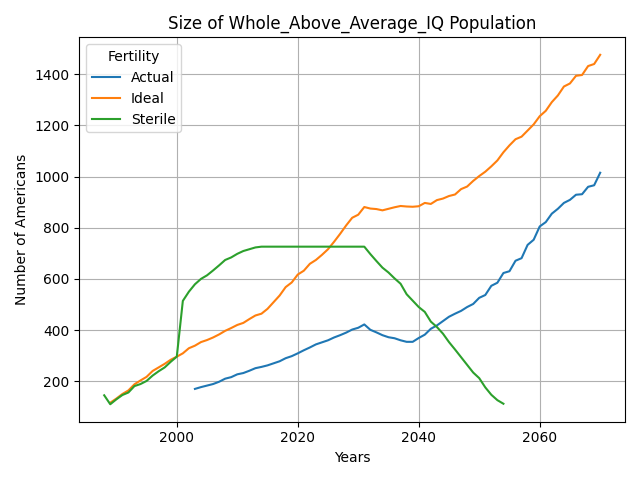 Size of Whole_Above_Average_IQ Population
Fertility
Actual
Ideal
Sterile
Number of Americans
1400
1200
1000
800
600
400
200
2000
2020
2040
2060
Years